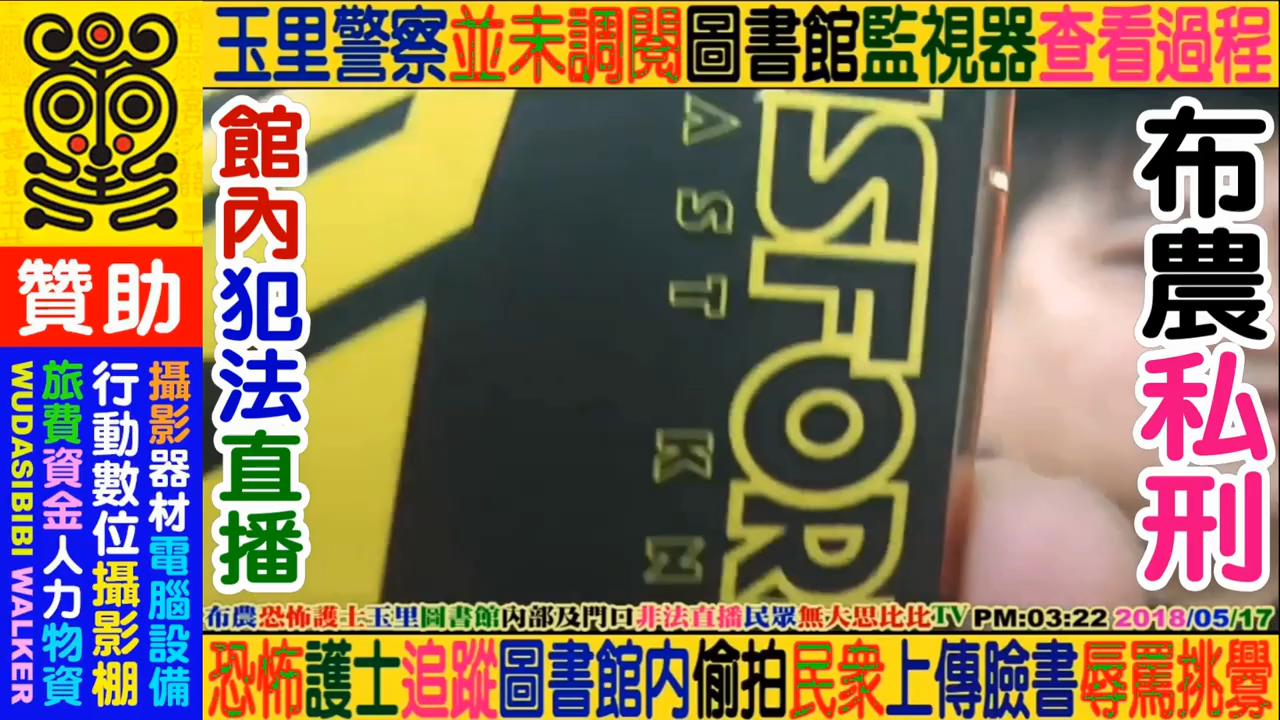 玉里警察並未調閱圖書館監視器查看過程
館內犯法直播
布農私刑
贊助
攝影器材電腦設備
行動數位攝影棚
旅費資金人力物資
WUDASIBIBI WALKER
AST KN
SFOR
布農恐怖護士玉里圖書館內部及門口非法直播民眾無大思比比TV PM:03:22 2018/05/17
恐怖護士追蹤圖書館內偷拍民衆上傳臉書辱罵挑釁